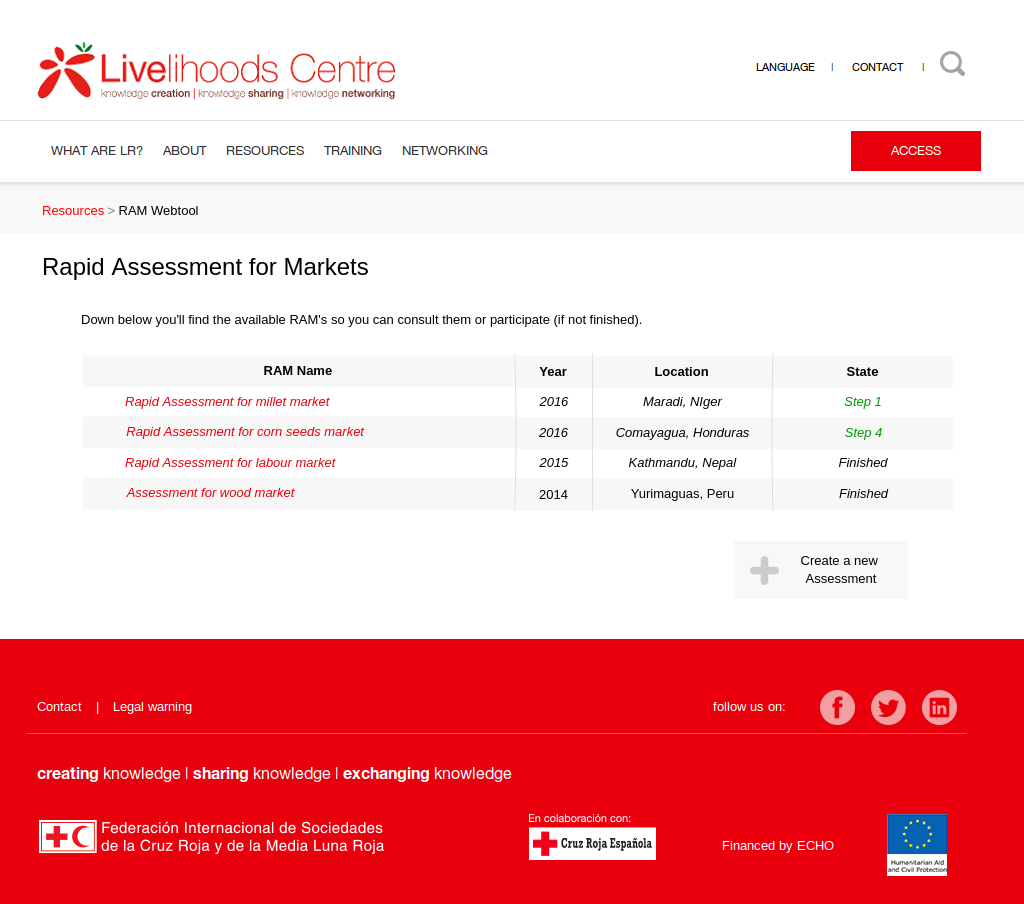 Livelihoods Centre
knowledge creation | knowledge sharing | knowledge networking
LANGUAGE | CONTACT |
WHAT ARE LR? ABOUT RESOURCES TRAINING NETWORKING ACCESS
Resources > RAM Webtool
Rapid Assessment for Markets
Down below you'll find the available RAM's so you can consult them or participate (if not finished).
RAM Name Year Location State
Rapid Assessment for millet market 2016 Maradi, NIger Step 1
Rapid Assessment for corn seeds market 2016 Comayagua, Honduras Step 4
Rapid Assessment for labour market 2015 Kathmandu, Nepal Finished
Assessment for wood market 2014 Yurimaguas, Peru Finished
Create a new
Assessment
Contact | Legal warning follow us on:
creating knowledge | sharing knowledge | exchanging knowledge
Federación Internacional de Sociedades
de la Cruz Roja y de la Media Luna Roja
En colaboración con:
Cruz Roja Española
Financed by ECHO
Humanitarian Aid
and Civil Protection